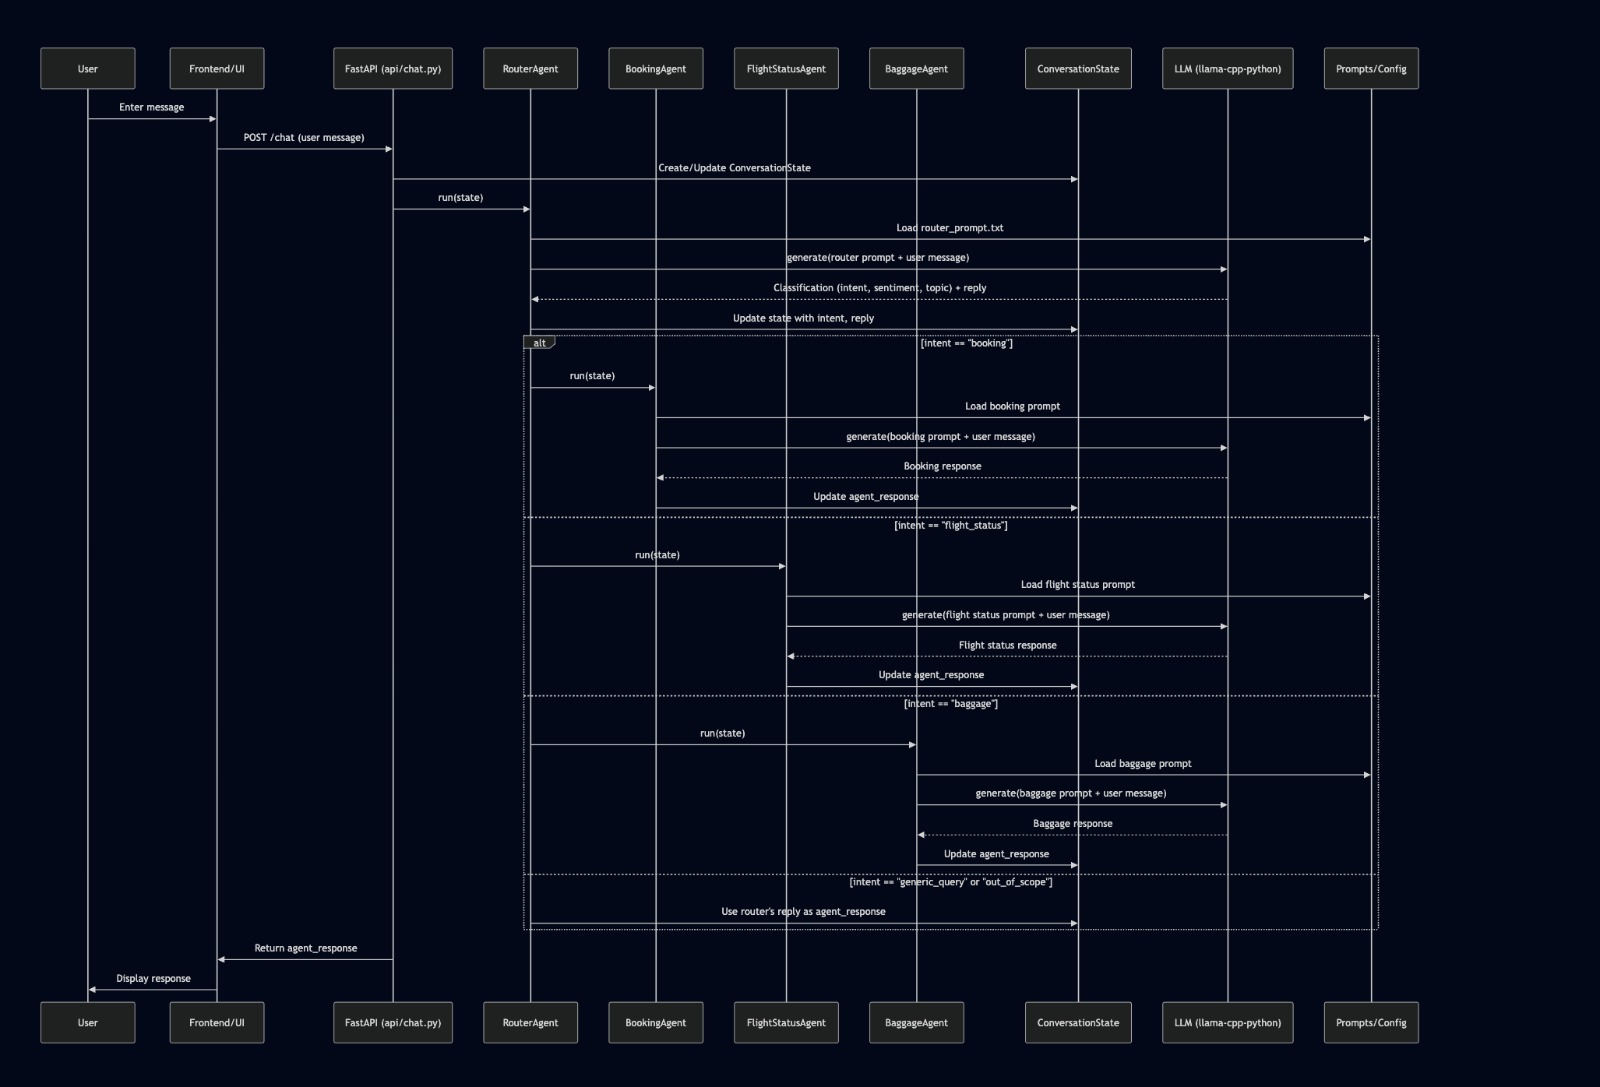 User
Frontend/UI
FastAPI (api/chat.py)
RouterAgent
BookingAgent
FlightStatusAgent
BaggageAgent
ConversationState
LLM (llama-cpp-python)
Prompts/Config
Enter message
POST /chat (user message)
Create/Update ConversationState
run(state)
Load router_prompt.txt
generate(router prompt + user message)
Classification (intent, sentiment, topic) + reply
Update state with intent, reply
alt
[intent == "booking"]
run(state)
Load booking prompt
generate(booking prompt + user message)
Booking response
Update agent_response
[intent == "flight_status"]
run(state)
Load flight status prompt
generate(flight status prompt + user message)
Flight status response
Update agent_response
[intent == "baggage"]
run(state)
Load baggage prompt
generate(baggage prompt + user message)
Baggage response
Update agent_response
[intent == "generic_query" or "out_of_scope"]
Use router's reply as agent_response
Return agent_response
Display response
User
Frontend/UI
FastAPI (api/chat.py)
RouterAgent
BookingAgent
FlightStatusAgent
BaggageAgent
ConversationState
LLM (llama-cpp-python)
Prompts/Config